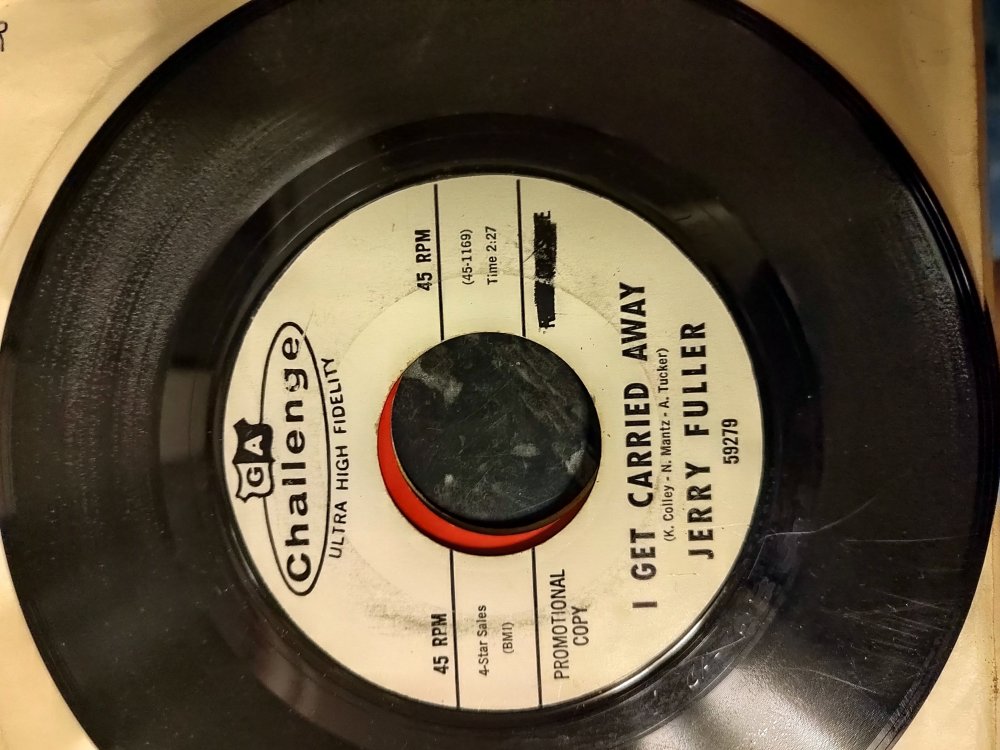 GA
Challenge
ULTRA HIGH FIDELITY
45 RPM
45 RPM
4-Star Sales
(BMI)
(45-1169)
Time 2:27
PROMOTIONAL
COPY
I GET CARRIED AWAY
(K. Colley - N. Mantz - A. Tucker)
JERRY FULLER
59279